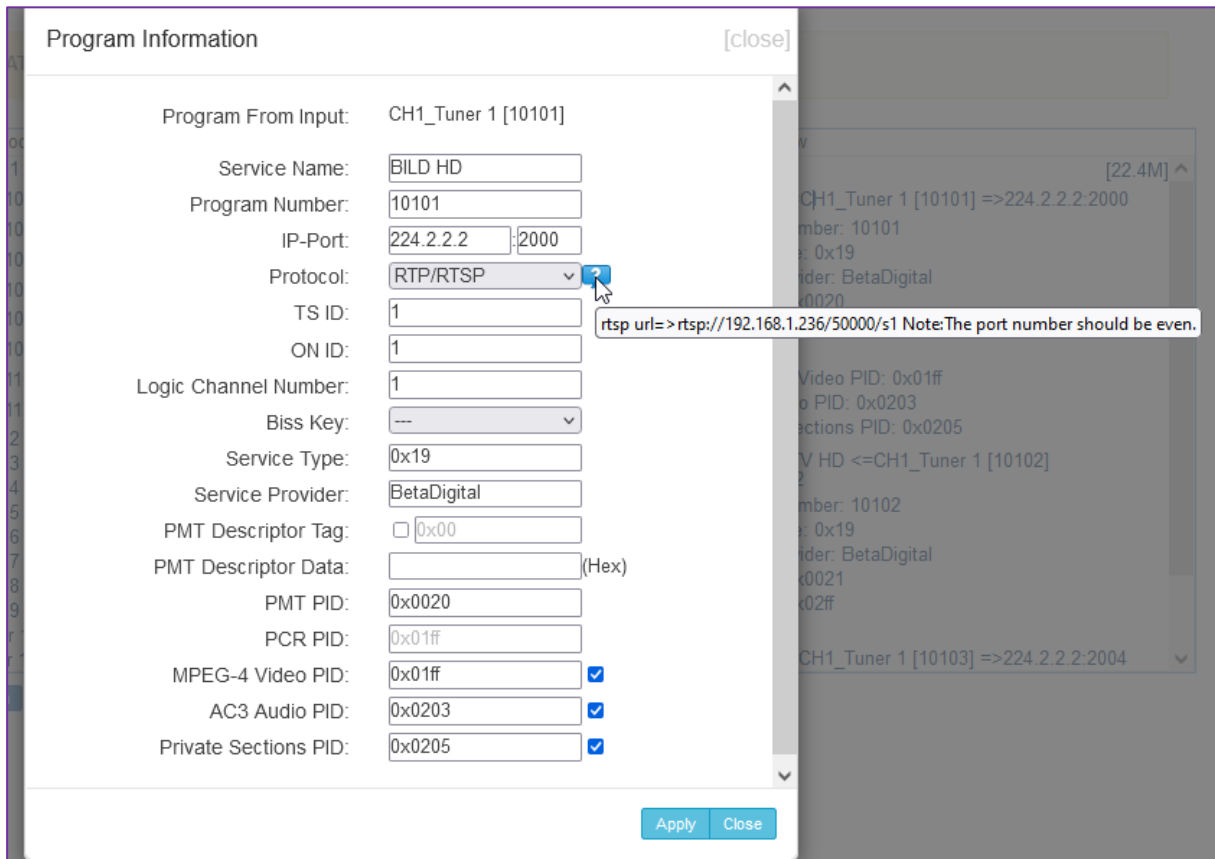 Program Information [close]
Program From Input: CH1_Tuner 1 [10101]
Service Name: BILD HD
Program Number: 10101
IP-Port: 224.2.2.2 :2000
Protocol: RTP/RTSP ?
rtsp url=>rtsp://192.168.1.236/50000/s1 Note:The port number should be even.
TS ID: 1
ON ID: 1
Logic Channel Number: 1
Biss Key: ---
Service Type: 0x19
Service Provider: BetaDigital
PMT Descriptor Tag: 0x00
PMT Descriptor Data: (Hex)
PMT PID: 0x0020
PCR PID: 0x01ff
MPEG-4 Video PID: 0x01ff
AC3 Audio PID: 0x0203
Private Sections PID: 0x0205
Apply Close
[22.4M]
CH1_Tuner 1 [10101] =>224.2.2.2:2000
mber: 10101
: 0x19
ider: BetaDigital
x0020
Video PID: 0x01ff
o PID: 0x0203
ections PID: 0x0205
V HD <=CH1_Tuner 1 [10102]
2
mber: 10102
: 0x19
ider: BetaDigital
x0021
x02ff
CH1_Tuner 1 [10103] =>224.2.2.2:2004